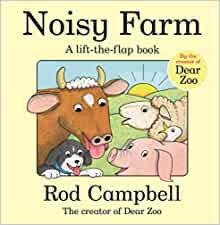 Noisy Farm
A lift-the-flap book
By the
creator of
Dear
Zoo
Rod Campbell
The creator of Dear Zoo